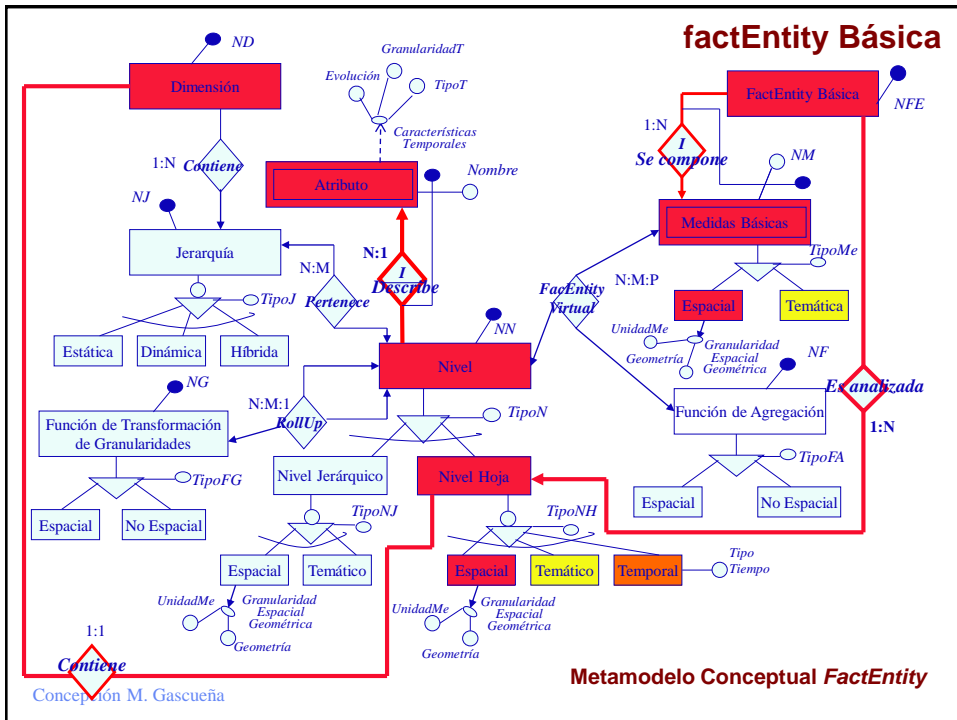 factEntity Básica
ND
GranularidadT
Evolución
TipoT
Dimensión
FactEntity Básica
NFE
Características
Temporales
1:N
I
Se compone
1:N
Contiene
NM
Nombre
Atributo
NJ
Medidas Básicas
N:1
I
Describe
Jerarquía
N:M
TipoMe
Pertenece
N:M:P
FacEntity
Virtual
TipoJ
Espacial
Temática
NN
UnidadMe
Granularidad
Espacial
Geométrica
Geometría
Estática
Dinámica
Híbrida
Nivel
NF
NG
Es analizada
N:M:1
RollUp
Función de Agregación
1:N
Función de Transformación
de Granularidades
TipoN
TipoFA
Nivel Jerárquico
Nivel Hoja
TipoFG
Espacial
No Espacial
TipoNJ
TipoNH
Espacial
No Espacial
Tipo
Tiempo
Espacial
Temático
Espacial
Temático
Temporal
UnidadMe
Granularidad
Espacial
Geométrica
Geometría
UnidadMe
Granularidad
Espacial
Geométrica
Geometría
1:1
Contiene
Metamodelo Conceptual FactEntity
Concepción M. Gascueña